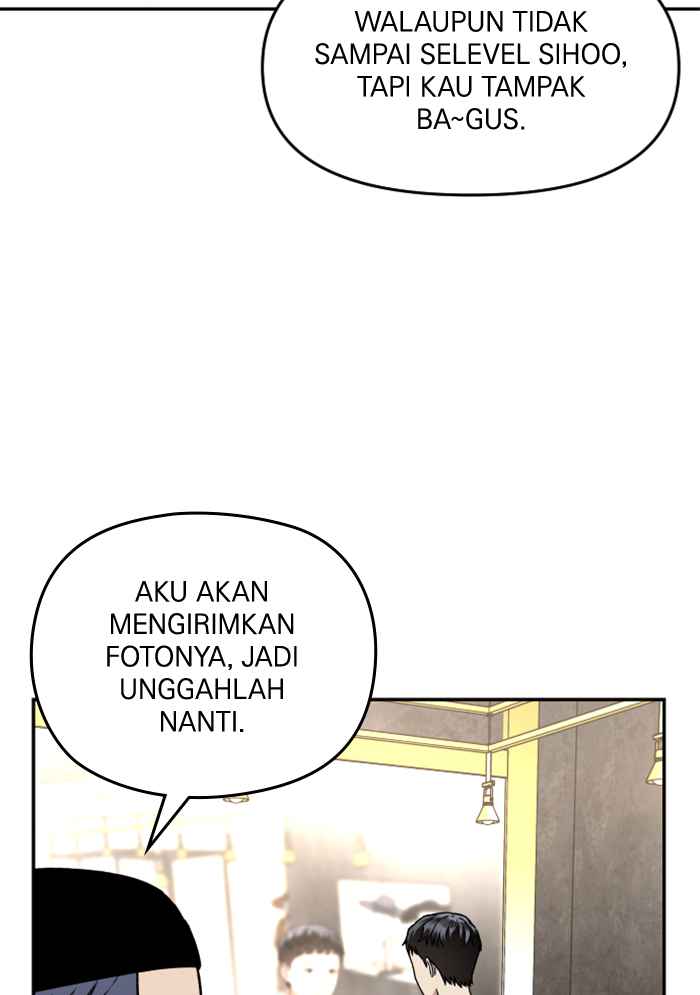 WALAUPUN TIDAK
SAMPAI SELEVEL SIHOO,
TAPI KAU TAMPAK
BA~GUS.
AKU AKAN
MENGIRIMKAN
FOTONYA, JADI
UNGGAHLAH
NANTI.